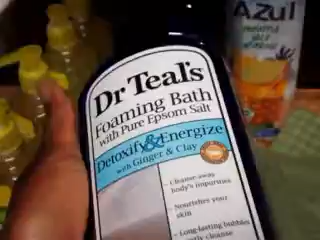 Azul
Dr Teal's
Foaming Bath
with Pure Epsom Salt
Detoxify & Energize
with Ginger & Clay
- Cleanse away
body's impurities
- Nourishes your
skin
- Long-lasting bubbles